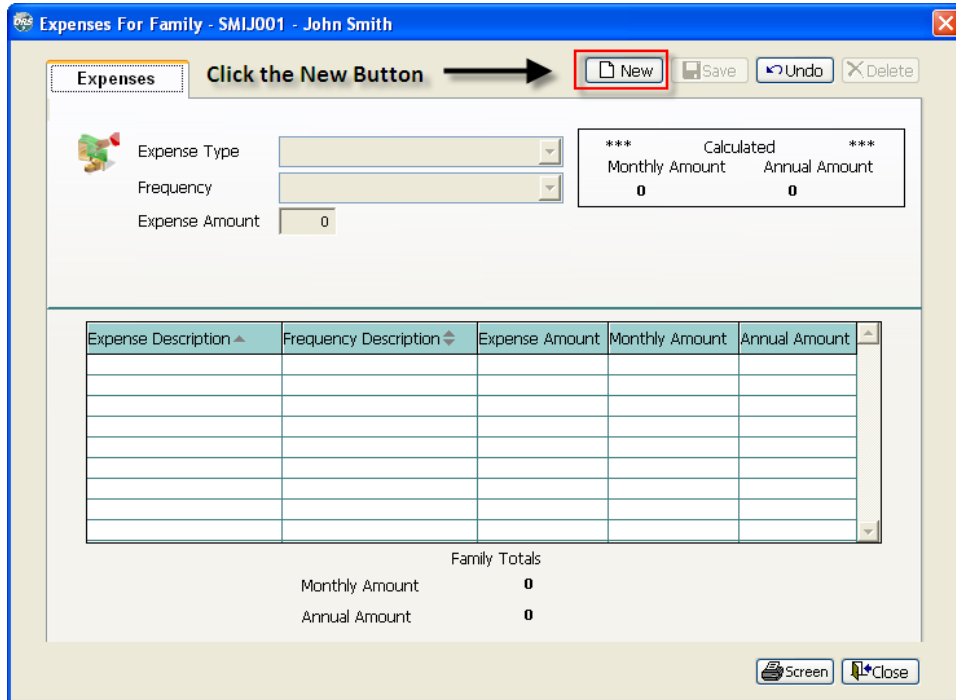 DRS Expenses For Family - SMIJ001 - John Smith
Expenses Click the New Button New Save Undo Delete
Expense Type
Frequency
Expense Amount 0
*** Calculated ***
Monthly Amount Annual Amount
0 0
Expense Description Frequency Description Expense Amount Monthly Amount Annual Amount
Family Totals
Monthly Amount 0
Annual Amount 0
Screen Close